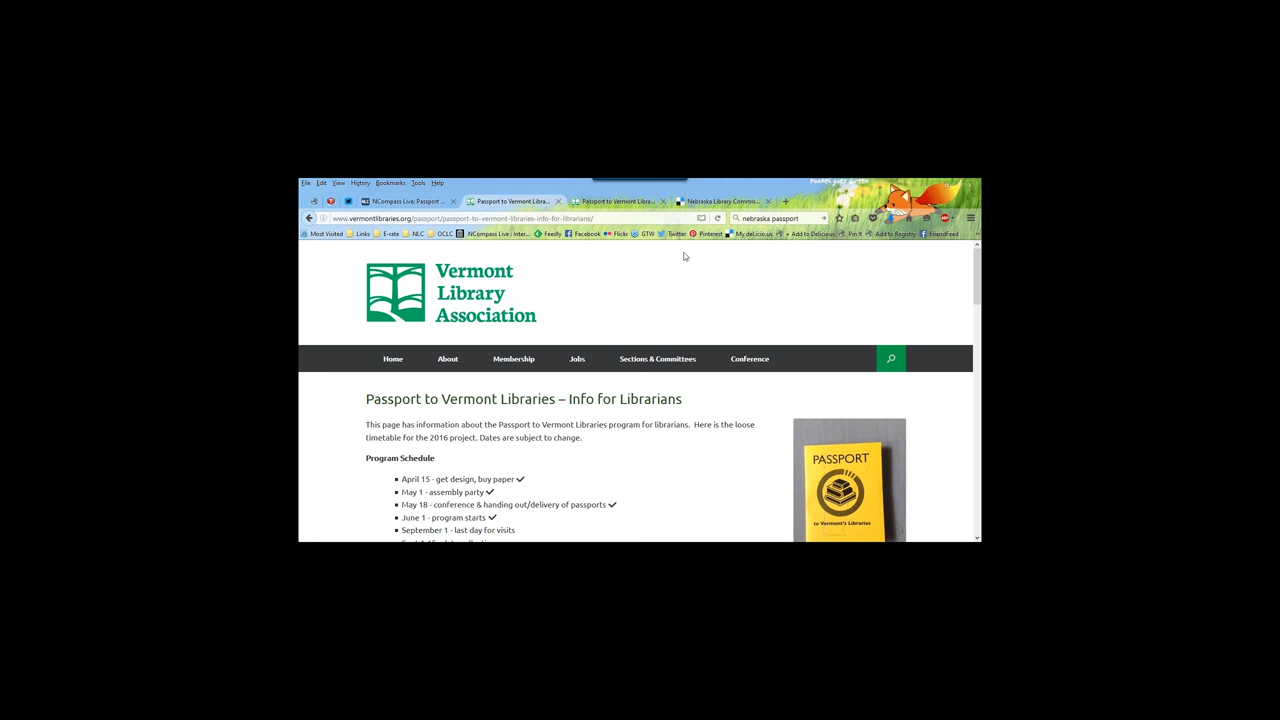 File Edit View History Bookmarks Tools Help
NCompass Live: Passport ... Passport to Vermont Libra... Passport to Vermont Libra... Nebraska Library Commis...
www.vermontlibraries.org/passport/passport-to-vermont-libraries-info-for-librarians/ nebraska passport
Most Visited Links E-rate NLC OCLC NCompass Live : Inter... Feedly Facebook Flickr GTW Twitter Pinterest My del.icio.us + Add to Delicious Pin It Add to Registry FriendFeed
Vermont
Library
Association
Home About Membership Jobs Sections & Committees Conference
Passport to Vermont Libraries – Info for Librarians
This page has information about the Passport to Vermont Libraries program for librarians. Here is the loose
timetable for the 2016 project. Dates are subject to change.
Program Schedule
April 15 - get design, buy paper
May 1 - assembly party
May 18 - conference & handing out/delivery of passports
June 1 - program starts
September 1 - last day for visits
PASSPORT
to Vermont's Libraries